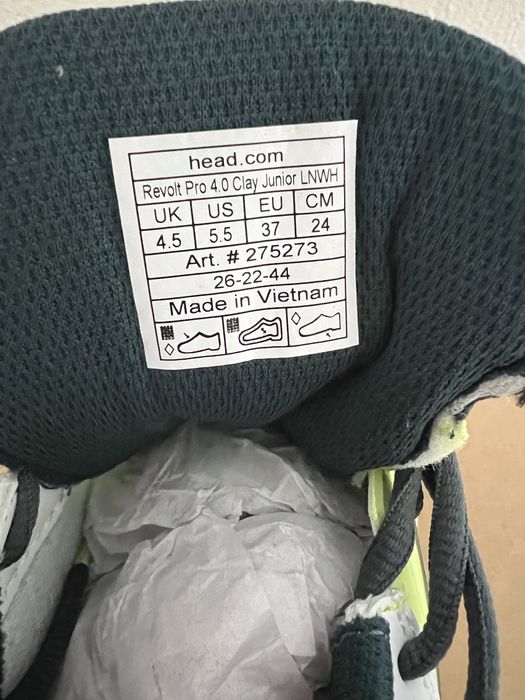 head.com
Revolt Pro 4.0 Clay Junior LNWH
UK US EU CM
4.5 5.5 37 24
Art. # 275273
26-22-44
Made in Vietnam